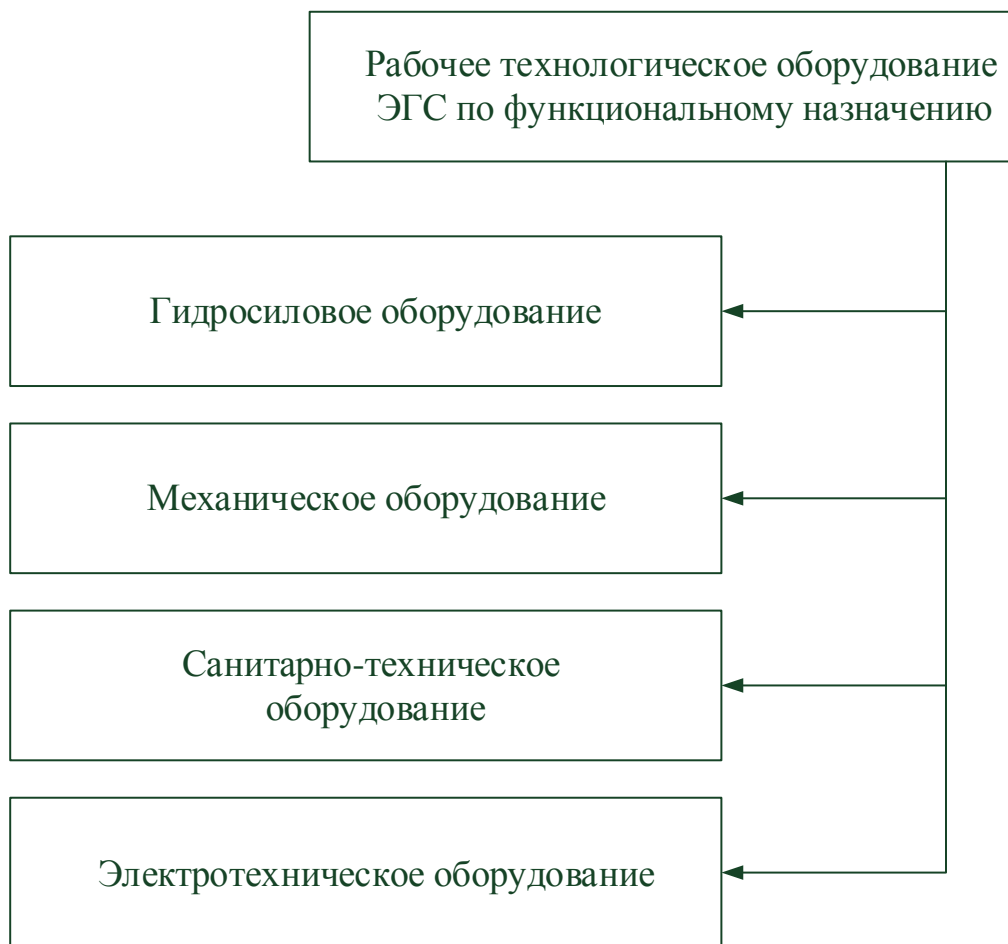 Рабочее технологическое оборудование
ЭГС по функциональному назначению
Гидросиловое оборудование
Механическое оборудование
Санитарно-техническое
оборудование
Электротехническое оборудование